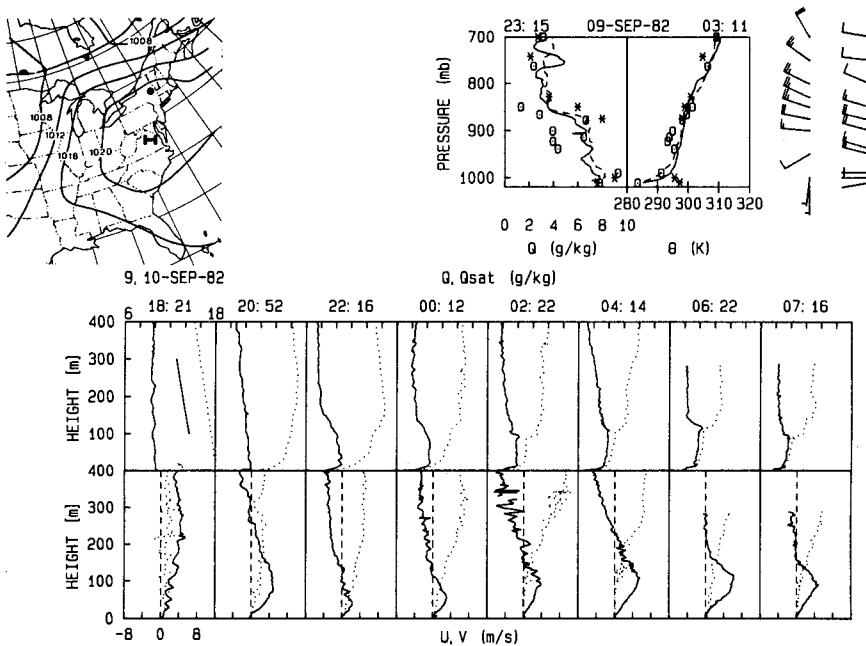 23: 15 09-SEP-82 03: 11
1008
1008
1012
1016
1020
H
PRESSURE (mb)
700
800
900
1000
280 290 300 310 320
0 2 4 6 8 10
Q (g/kg) Θ (K)
9, 10-SEP-82 Q, Qsat (g/kg)
6 18: 21 18 20: 52 22: 16 00: 12 02: 22 04: 14 06: 22 07: 16
HEIGHT [m]
400
300
200
100
400
HEIGHT [m]
300
200
100
0
-8 0 8 U, V (m/s)